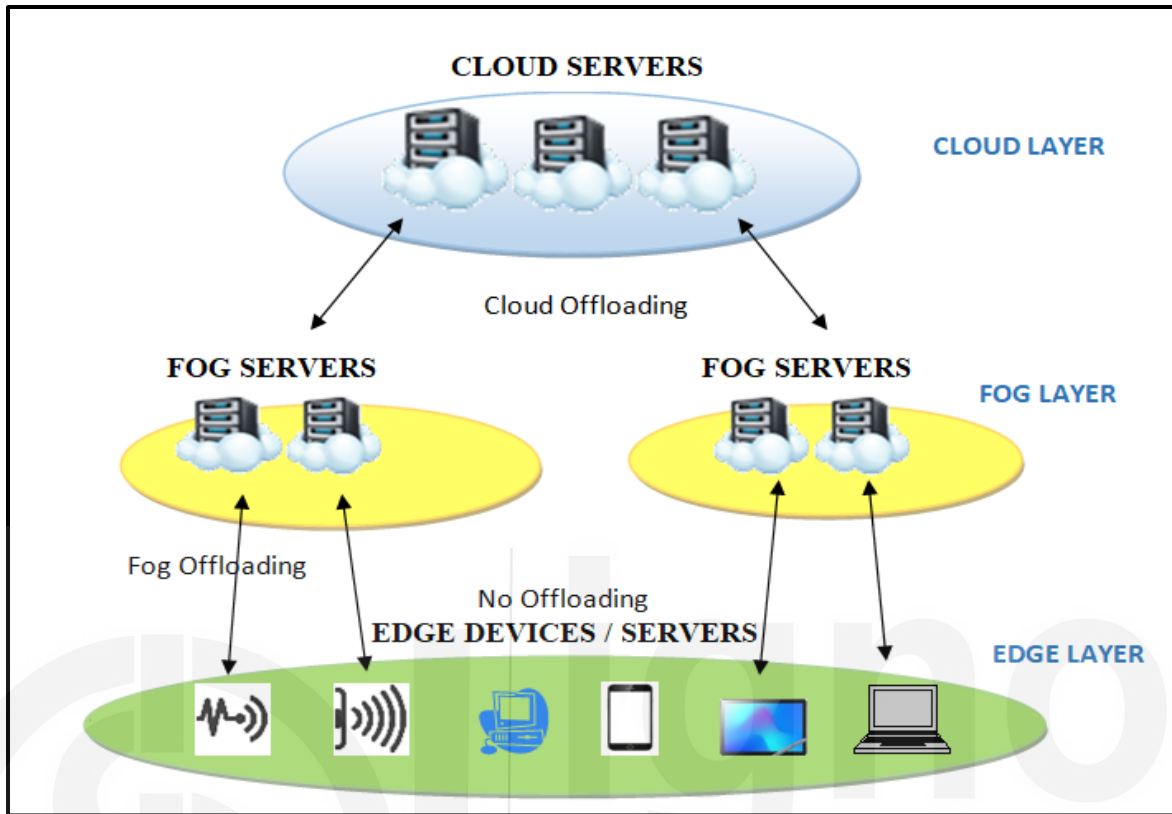 CLOUD SERVERS
CLOUD LAYER
Cloud Offloading
FOG SERVERS
FOG SERVERS
FOG LAYER
Fog Offloading
No Offloading
EDGE DEVICES / SERVERS
EDGE LAYER
igno